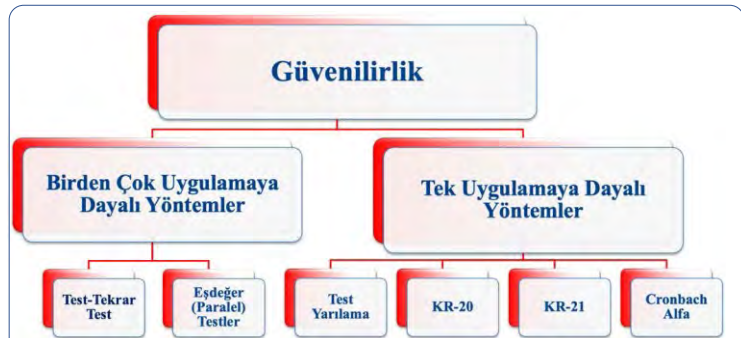 Güvenilirlik
Birden Çok Uygulamaya
Dayalı Yöntemler
Tek Uygulamaya Dayalı
Yöntemler
Test-Tekrar
Test
Eşdeğer
(Paralel)
Testler
Test
Yarılama
KR-20
KR-21
Cronbach
Alfa